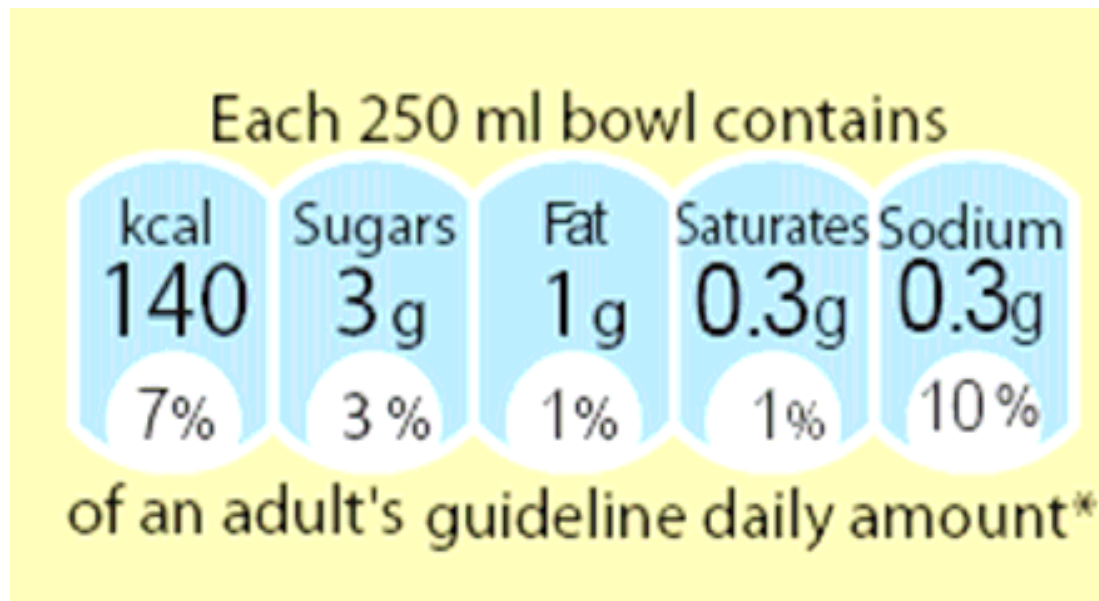 Each 250 ml bowl contains
kcal Sugars Fat Saturates Sodium
140 3g 1g 0.3g 0.3g
7% 3% 1% 1% 10%
of an adult's guideline daily amount*